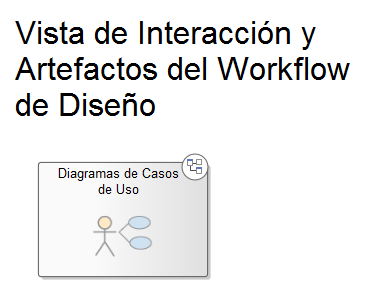 Vista de Interacción y
Artefactos del Workflow
de Diseño
Diagramas de Casos
de Uso